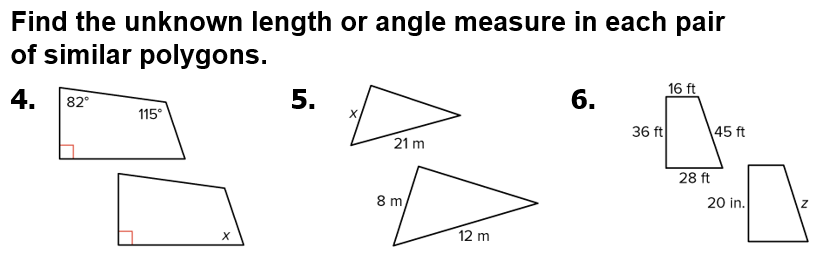 Find the unknown length or angle measure in each pair
of similar polygons.
4.
82°
115°
x
5.
x
21 m
8 m
12 m
6.
16 ft
36 ft
45 ft
28 ft
20 in.
z